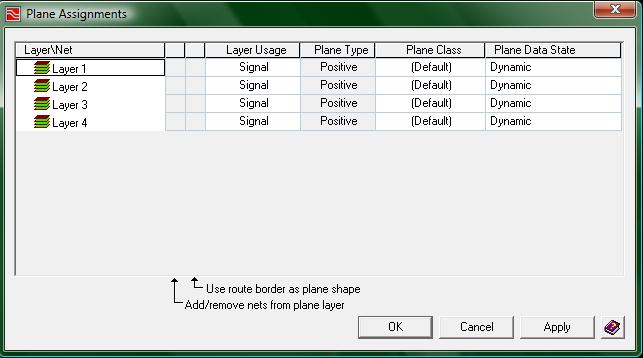 Plane Assignments
Layer\Net Layer Usage Plane Type Plane Class Plane Data State
Layer 1 Signal Positive (Default) Dynamic
Layer 2 Signal Positive (Default) Dynamic
Layer 3 Signal Positive (Default) Dynamic
Layer 4 Signal Positive (Default) Dynamic
Use route border as plane shape
Add/remove nets from plane layer
OK Cancel Apply